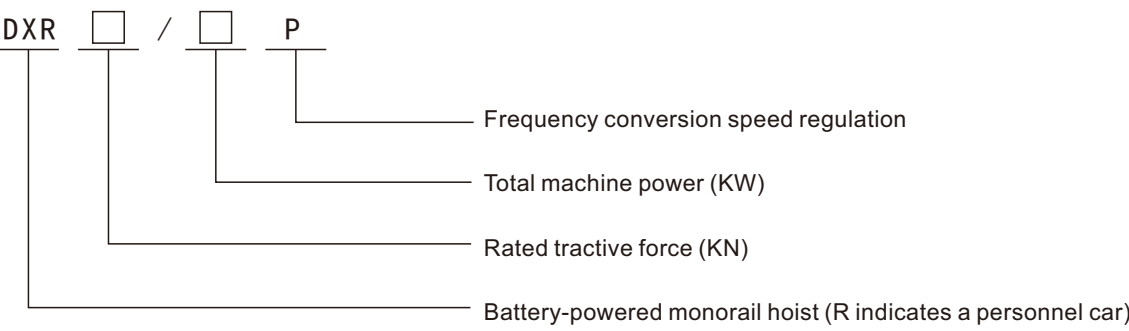 DXR □ / □ P
Frequency conversion speed regulation
Total machine power (KW)
Rated tractive force (KN)
Battery-powered monorail hoist (R indicates a personnel car)